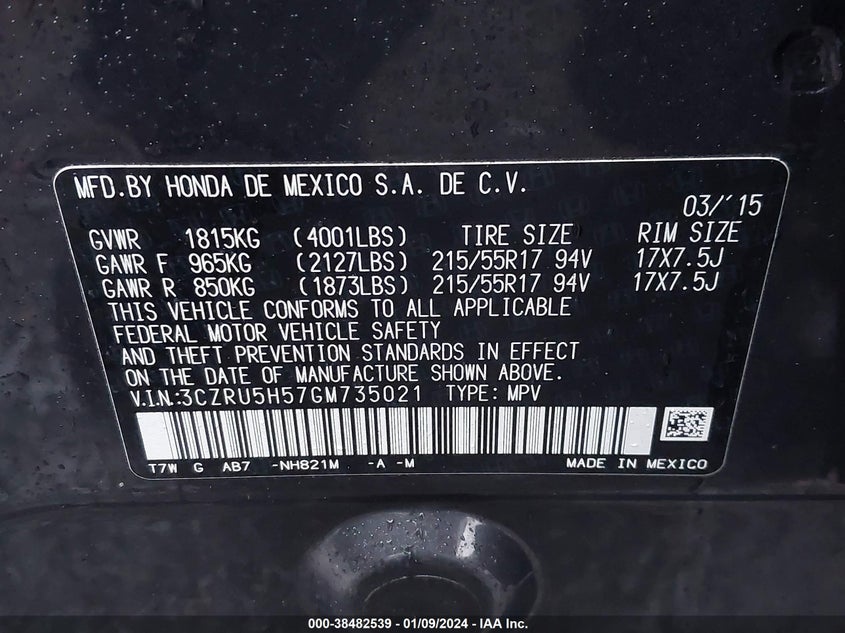 MFD.BY HONDA DE MEXICO S.A. DE C.V.
03/'15
GVWR 1815KG (4001LBS) TIRE SIZE RIM SIZE
GAWR F 965KG (2127LBS) 215/55R17 94V 17X7.5J
GAWR R 850KG (1873LBS) 215/55R17 94V 17X7.5J
THIS VEHICLE CONFORMS TO ALL APPLICABLE
FEDERAL MOTOR VEHICLE SAFETY
AND THEFT PREVENTION STANDARDS IN EFFECT
ON THE DATE OF MANUFACTURE SHOWN ABOVE.
V.I.N.:3CZRU5H57GM735021 TYPE: MPV
T7W G AB7 -NH821M -A -M MADE IN MEXICO
000-38482539 - 01/09/2024 - IAA Inc.